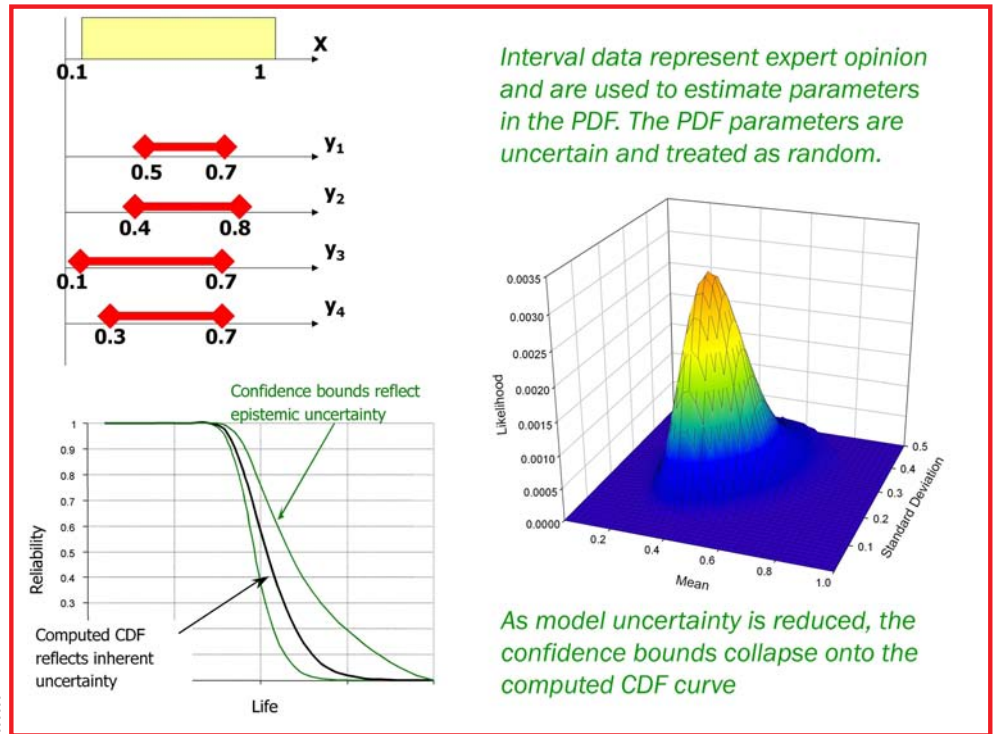 X
0.1 1
y1
0.5 0.7
y2
0.4 0.8
y3
0.1 0.7
y4
0.3 0.7
Interval data represent expert opinion
and are used to estimate parameters
in the PDF. The PDF parameters are
uncertain and treated as random.
0.0035
0.0030
0.0025
0.0020
0.0015
0.0010
0.0005
0.0000
Likelihood
0.2
0.4
0.6
0.8
1.0
Mean
0.1
0.2
0.3
0.4
0.5
Standard Deviation
Confidence bounds reflect
epistemic uncertainty
1
0.9
0.8
0.7
0.6
0.5
0.4
0.3
Reliability
Computed CDF
reflects inherent
uncertainty
Life
As model uncertainty is reduced, the
confidence bounds collapse onto the
computed CDF curve